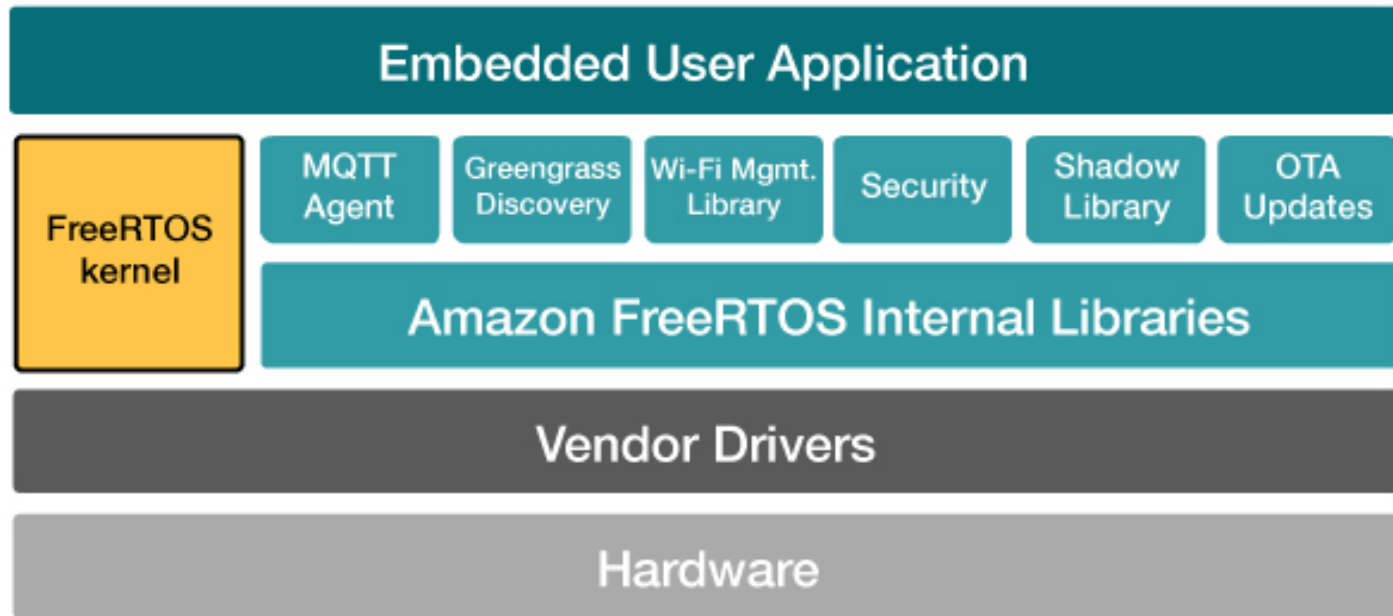 Embedded User Application
FreeRTOS
kernel
MQTT
Agent
Greengrass
Discovery
Wi-Fi Mgmt.
Library
Security
Shadow
Library
OTA
Updates
Amazon FreeRTOS Internal Libraries
Vendor Drivers
Hardware